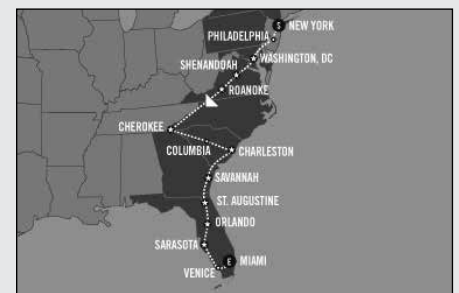 S NEW YORK
PHILADELPHIA
WASHINGTON, DC
SHENANDOAH
ROANOKE
CHEROKEE
COLUMBIA
CHARLESTON
SAVANNAH
ST. AUGUSTINE
ORLANDO
SARASOTA
E MIAMI
VENICE